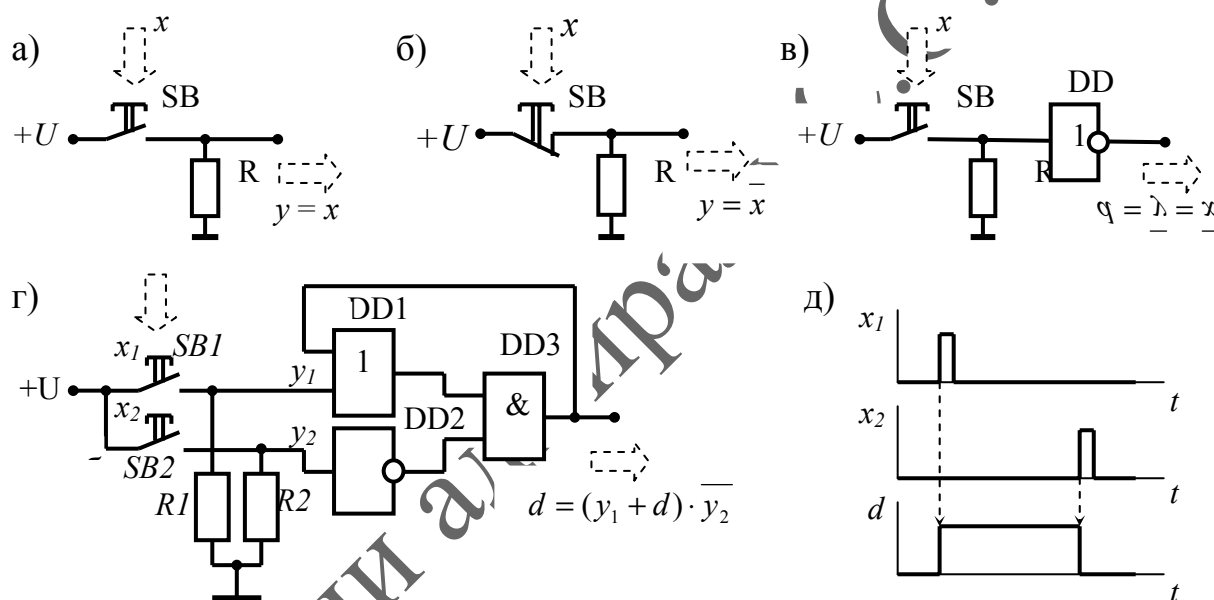 а)
x
SB
+U
R
y = x
б)
x
SB
+U
R
y = x̅
в)
x
SB
DD
+U
1
R
г)
x₁
SB1
+U
x₂
SB2
y₁
y₂
R1
R2
DD1
1
DD2
DD3
&
d = (y₁ + d) · y₂̅
д)
x₁
t
x₂
t
d
t